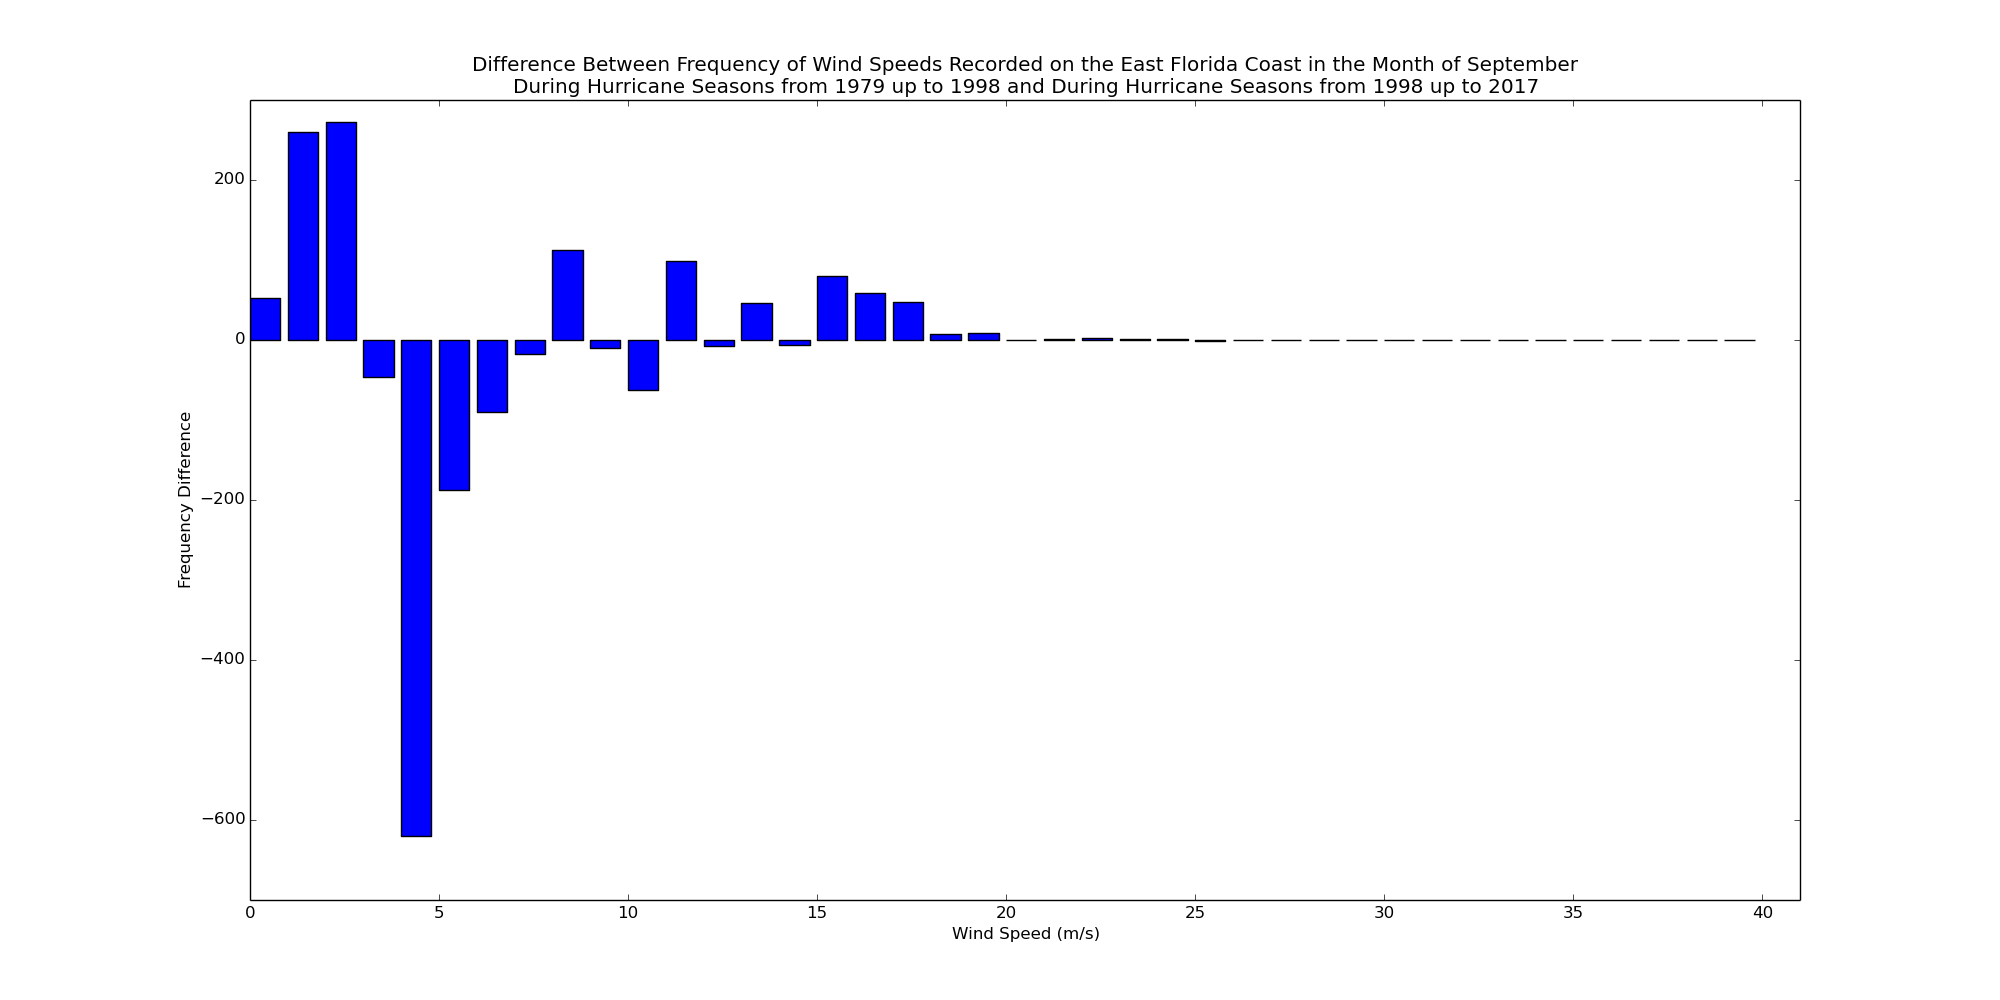 Difference Between Frequency of Wind Speeds Recorded on the East Florida Coast in the Month of September
During Hurricane Seasons from 1979 up to 1998 and During Hurricane Seasons from 1998 up to 2017
200
0
−200
−400
−600
Frequency Difference
0 5 10 15 20 25 30 35 40
Wind Speed (m/s)